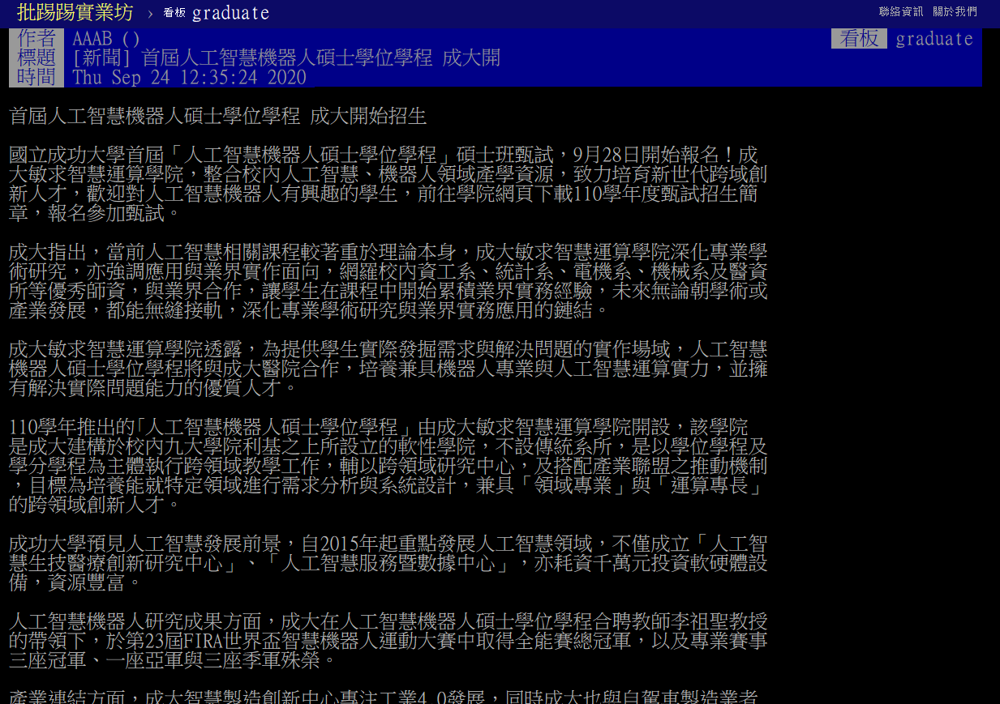 批踢踢實業坊 › 看板 graduate 聯絡資訊 關於我們
作者 AAAB () 看板 graduate
標題 [新聞] 首屆人工智慧機器人碩士學位學程 成大開
時間 Thu Sep 24 12:35:24 2020
首屆人工智慧機器人碩士學位學程 成大開始招生
國立成功大學首屆「人工智慧機器人碩士學位學程」碩士班甄試，9月28日開始報名！成
大敏求智慧運算學院，整合校內人工智慧、機器人領域產學資源，致力培育新世代跨域創
新人才，歡迎對人工智慧機器人有興趣的學生，前往學院網頁下載110學年度甄試招生簡
章，報名參加甄試。
成大指出，當前人工智慧相關課程較著重於理論本身，成大敏求智慧運算學院深化專業學
術研究，亦強調應用與業界實作面向，網羅校內資工系、統計系、電機系、機械系及醫資
所等優秀師資，與業界合作，讓學生在課程中開始累積業界實務經驗，未來無論朝學術或
產業發展，都能無縫接軌，深化專業學術研究與業界實務應用的鏈結。
成大敏求智慧運算學院透露，為提供學生實際發掘需求與解決問題的實作場域，人工智慧
機器人碩士學位學程將與成大醫院合作，培養兼具機器人專業與人工智慧運算實力，並擁
有解決實際問題能力的優質人才。
110學年推出的「人工智慧機器人碩士學位學程」由成大敏求智慧運算學院開設，該學院
是成大建構於校內九大學院利基之上所設立的軟性學院，不設傳統系所，是以學位學程及
學分學程為主體執行跨領域教學工作，輔以跨領域研究中心，及搭配產業聯盟之推動機制
，目標為培養能就特定領域進行需求分析與系統設計，兼具「領域專業」與「運算專長」
的跨領域創新人才。
成功大學預見人工智慧發展前景，自2015年起重點發展人工智慧領域，不僅成立「人工智
慧生技醫療創新研究中心」、「人工智慧服務暨數據中心」，亦耗資千萬元投資軟硬體設
備，資源豐富。
人工智慧機器人研究成果方面，成大在人工智慧機器人碩士學位學程合聘教師李祖聖教授
的帶領下，於第23屆FIRA世界盃智慧機器人運動大賽中取得全能賽總冠軍，以及專業賽事
三座冠軍、一座亞軍與三座季軍殊榮。
產業連結方面，成大智慧製造創新中心專注工業4.0發展，同時成大也與自駕車製造業者